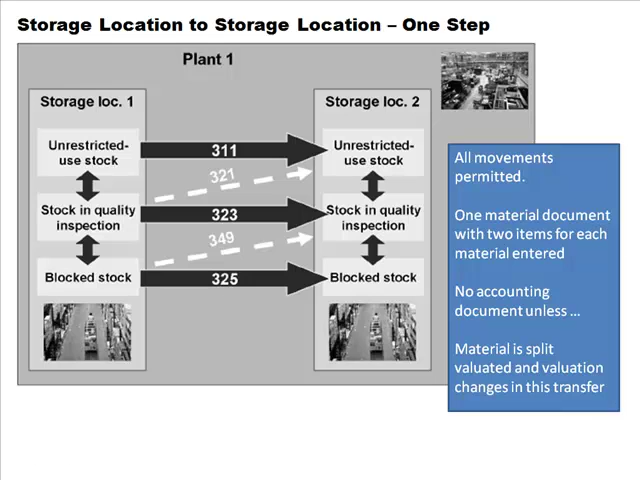 Storage Location to Storage Location – One Step
Plant 1
Storage loc. 1
Storage loc. 2
Unrestricted-
use stock
311
Unrestricted-
use stock
321
Stock in quality
inspection
323
Stock in quality
inspection
349
Blocked stock
325
Blocked stock
All movements
permitted.
One material document
with two items for each
material entered
No accounting
document unless ...
Material is split
valuated and valuation
changes in this transfer